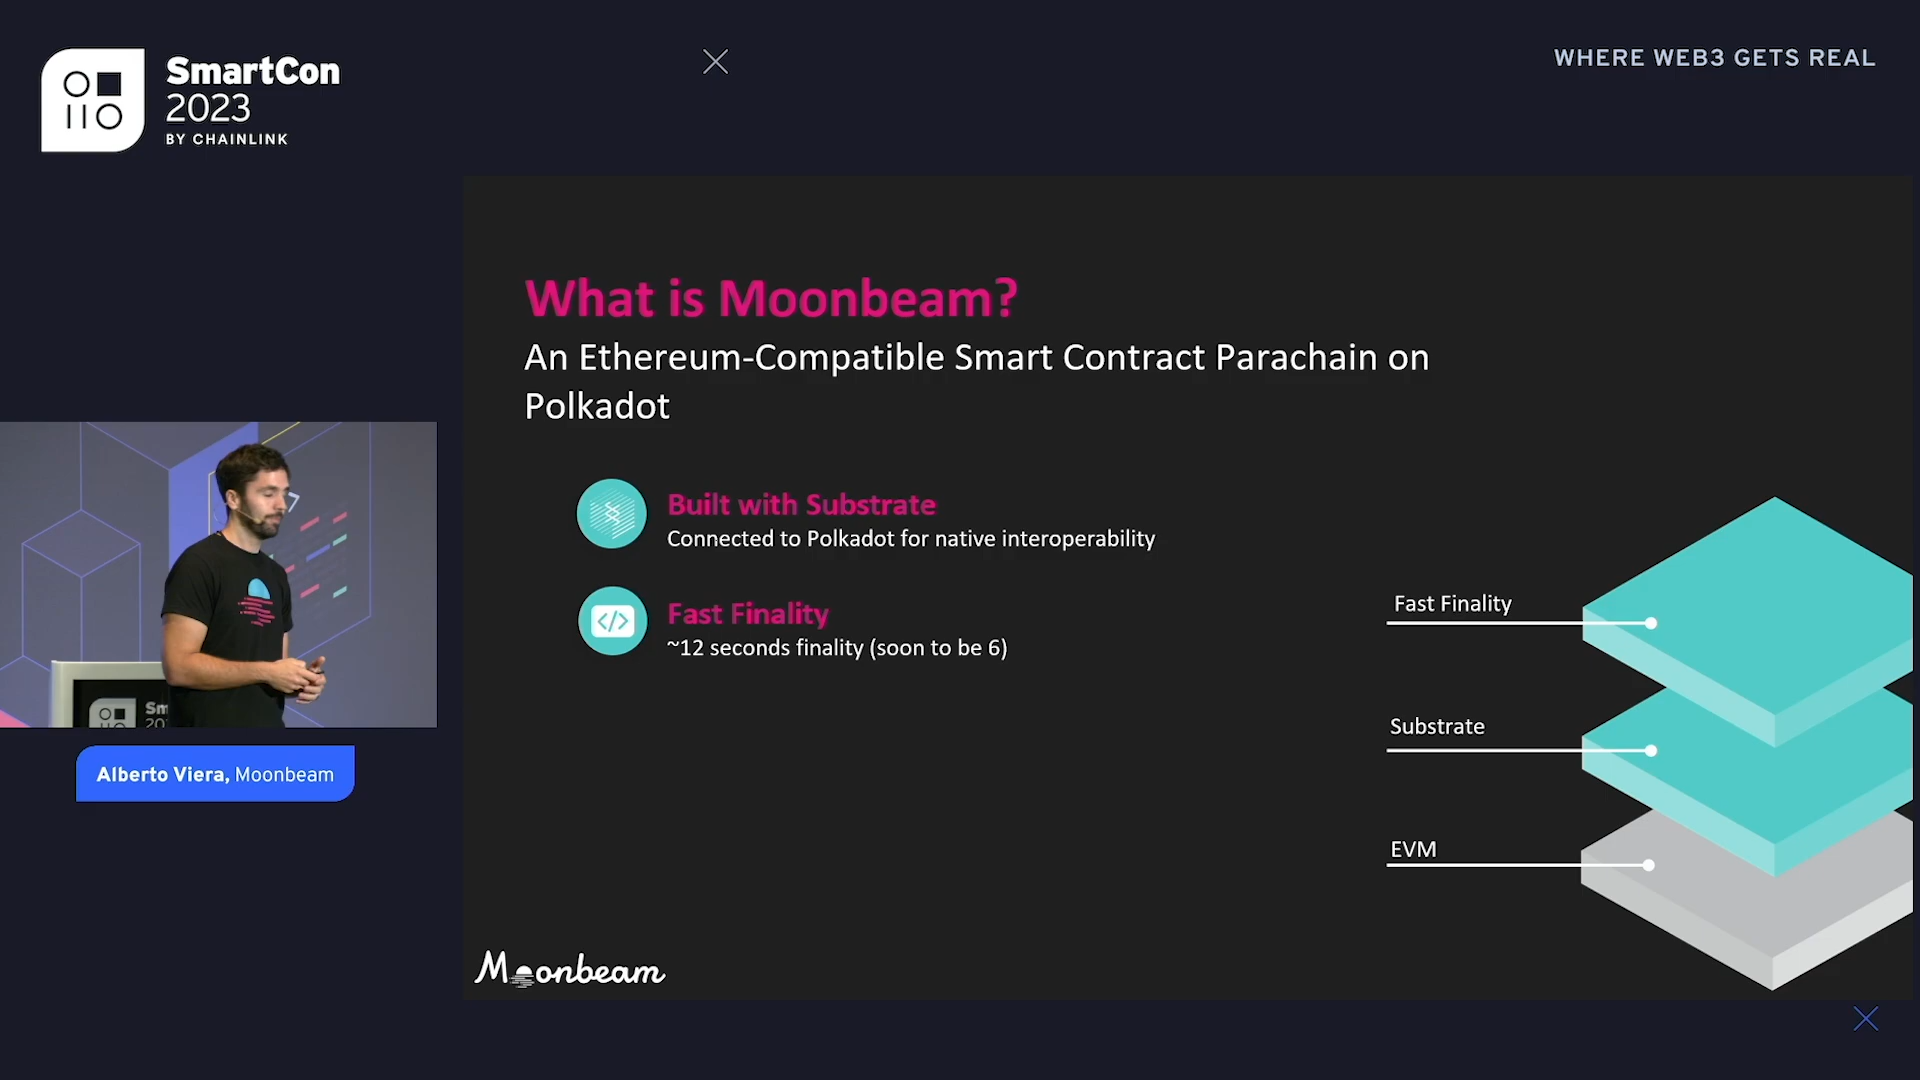 SmartCon
2023
BY CHAINLINK
WHERE WEB3 GETS REAL
What is Moonbeam?
An Ethereum-Compatible Smart Contract Parachain on
Polkadot
Built with Substrate
Connected to Polkadot for native interoperability
</>
Fast Finality
~12 seconds finality (soon to be 6)
Fast Finality
Substrate
EVM
Sm
20
Alberto Viera, Moonbeam
Moonbeam